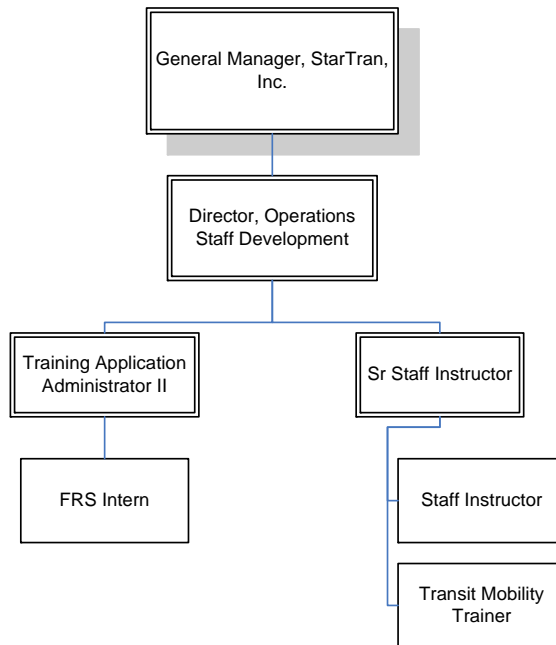 General Manager, StarTran,
Inc.
Director, Operations
Staff Development
Training Application
Administrator II
Sr Staff Instructor
FRS Intern
Staff Instructor
Transit Mobility
Trainer